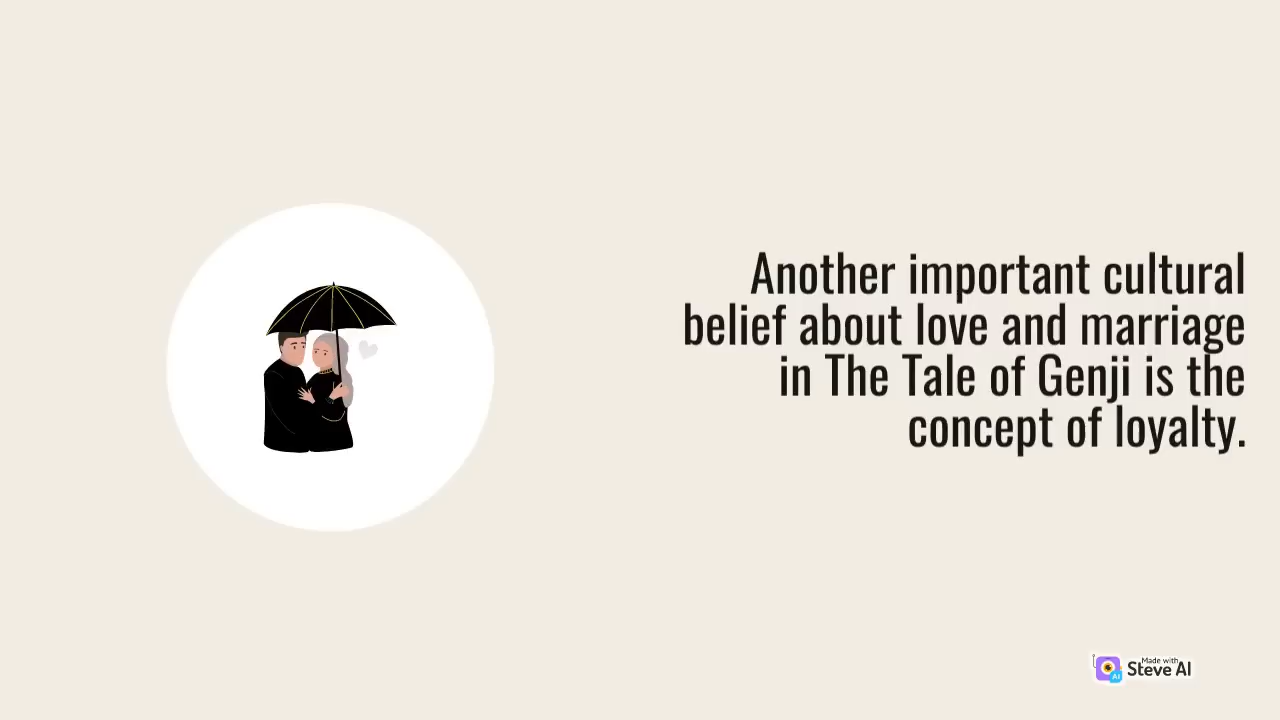 Another important cultural
belief about love and marriage
in The Tale of Genji is the
concept of loyalty.
Made with
Steve AI
AI